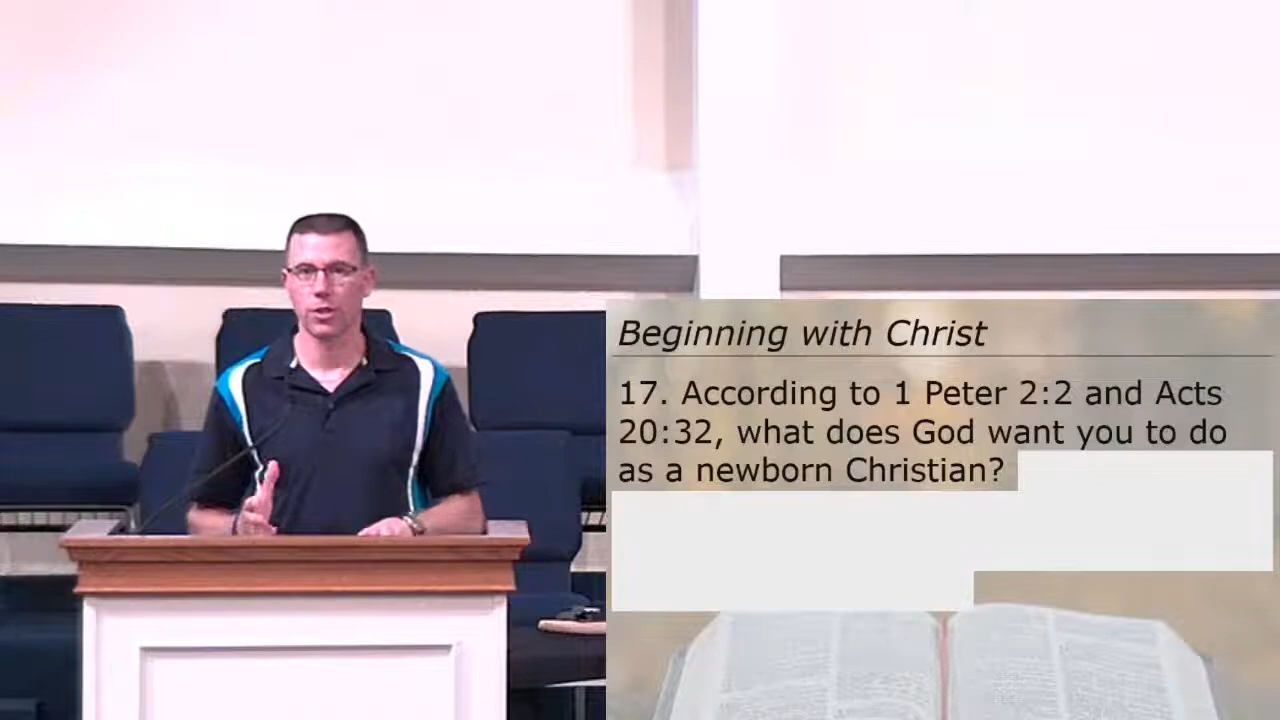 Beginning with Christ
17. According to 1 Peter 2:2 and Acts
20:32, what does God want you to do
as a newborn Christian?